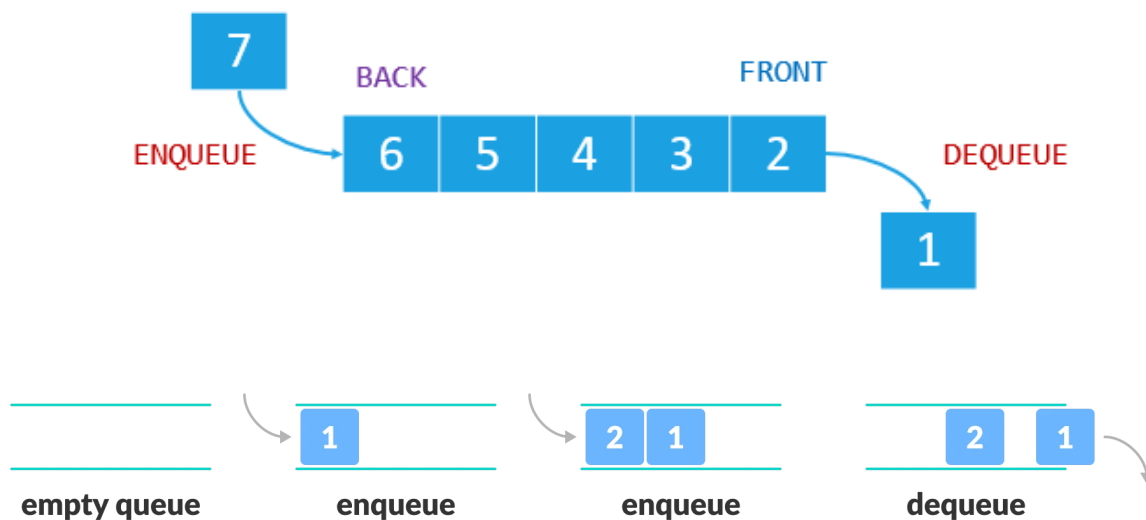 7
BACK
FRONT
ENQUEUE
6 5 4 3 2
DEQUEUE
1
1
2 1
2 1
empty queue
enqueue
enqueue
dequeue